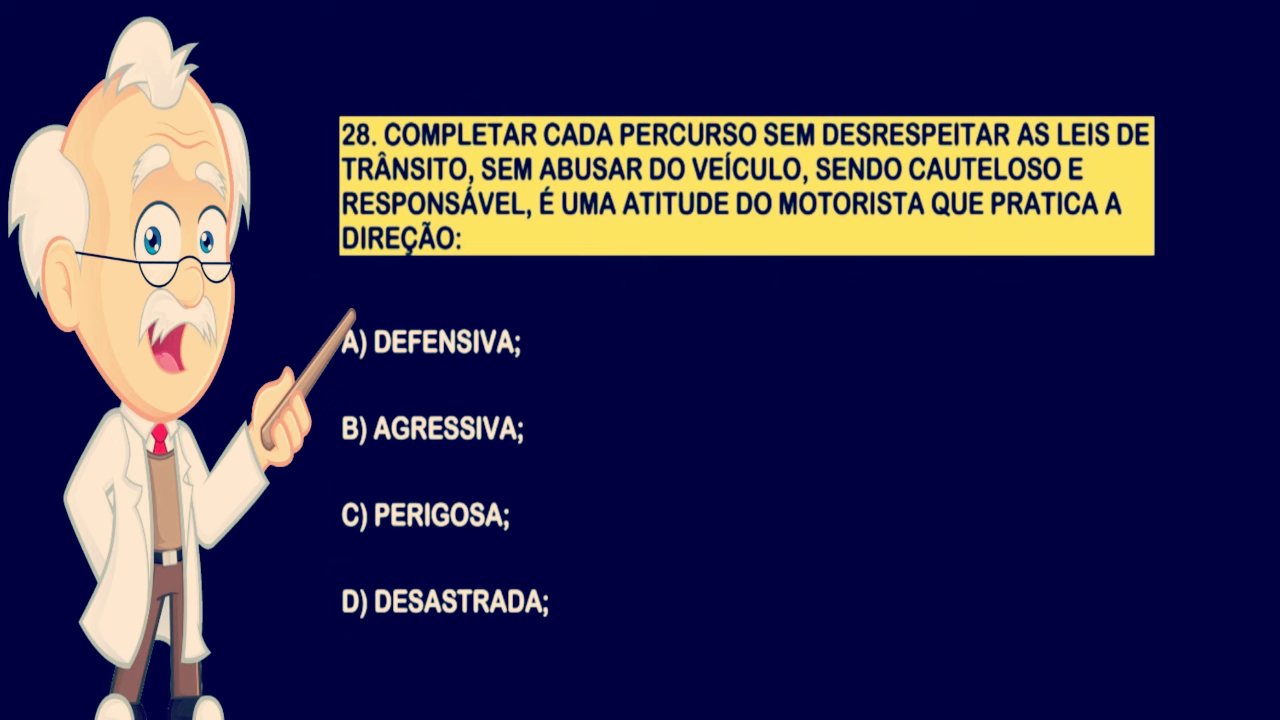 28. COMPLETAR CADA PERCURSO SEM DESRESPEITAR AS LEIS DE
TRÂNSITO, SEM ABUSAR DO VEÍCULO, SENDO CAUTELOSO E
RESPONSÁVEL, É UMA ATITUDE DO MOTORISTA QUE PRATICA A
DIREÇÃO:
A) DEFENSIVA;
B) AGRESSIVA;
C) PERIGOSA;
D) DESASTRADA;